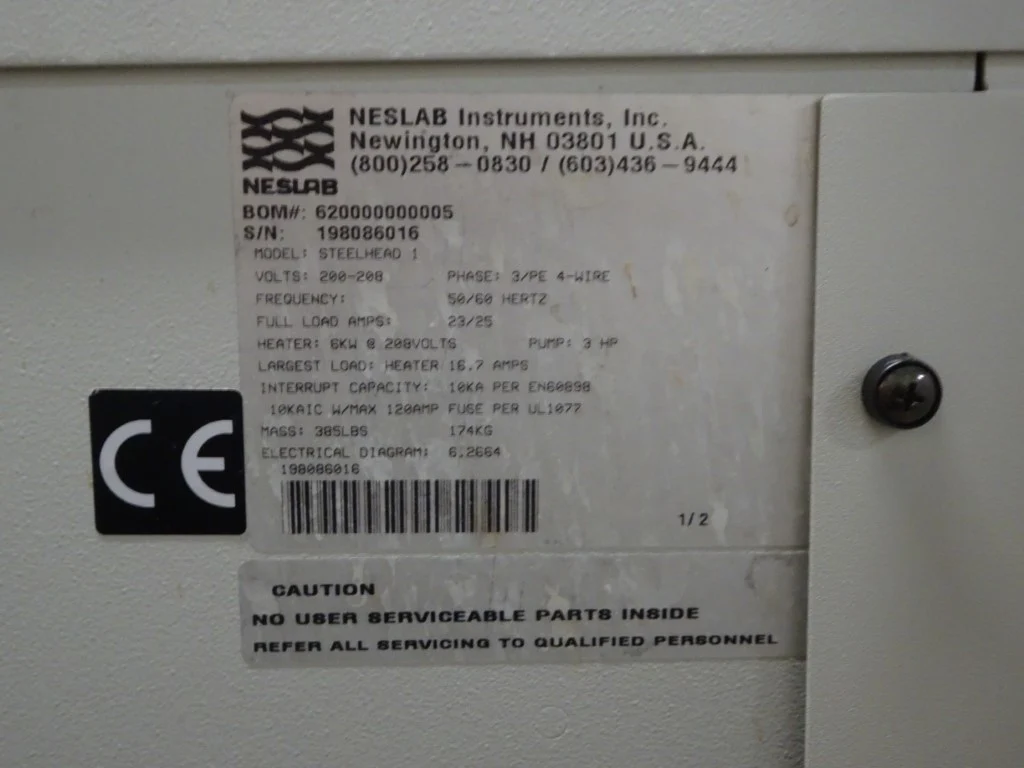 NESLAB Instruments, Inc.
Newington, NH 03801 U.S.A.
(800)258-0830 / (603)436-9444
NESLAB
BOM#: 620000000005
S/N: 198086016
MODEL: STEELHEAD 1
VOLTS: 200-208 PHASE: 3/PE 4-WIRE
FREQUENCY: 50/60 HERTZ
FULL LOAD AMPS: 23/25
HEATER: 6KW @ 208VOLTS PUMP: 3 HP
LARGEST LOAD: HEATER 16.7 AMPS
INTERRUPT CAPACITY: 10KA PER EN60898
10KAIC W/MAX 120AMP FUSE PER UL1077
MASS: 385LBS 174KG
ELECTRICAL DIAGRAM: 6.2664
198086016
CE
1/2
CAUTION
NO USER SERVICEABLE PARTS INSIDE
REFER ALL SERVICING TO QUALIFIED PERSONNEL